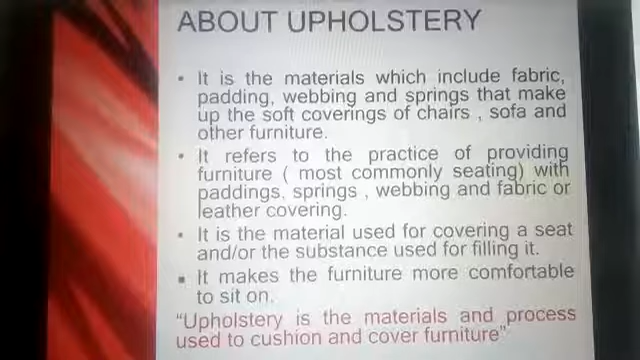 ABOUT UPHOLSTERY
• It is the materials which include fabric,
padding, webbing and springs that make
up the soft coverings of chairs , sofa and
other furniture.
• It refers to the practice of providing
furniture ( most commonly seating) with
paddings, springs , webbing and fabric or
leather covering.
• It is the material used for covering a seat
and/or the substance used for filling it.
▪ It makes the furniture more comfortable
to sit on.
“Upholstery is the materials and process
used to cushion and cover furniture”